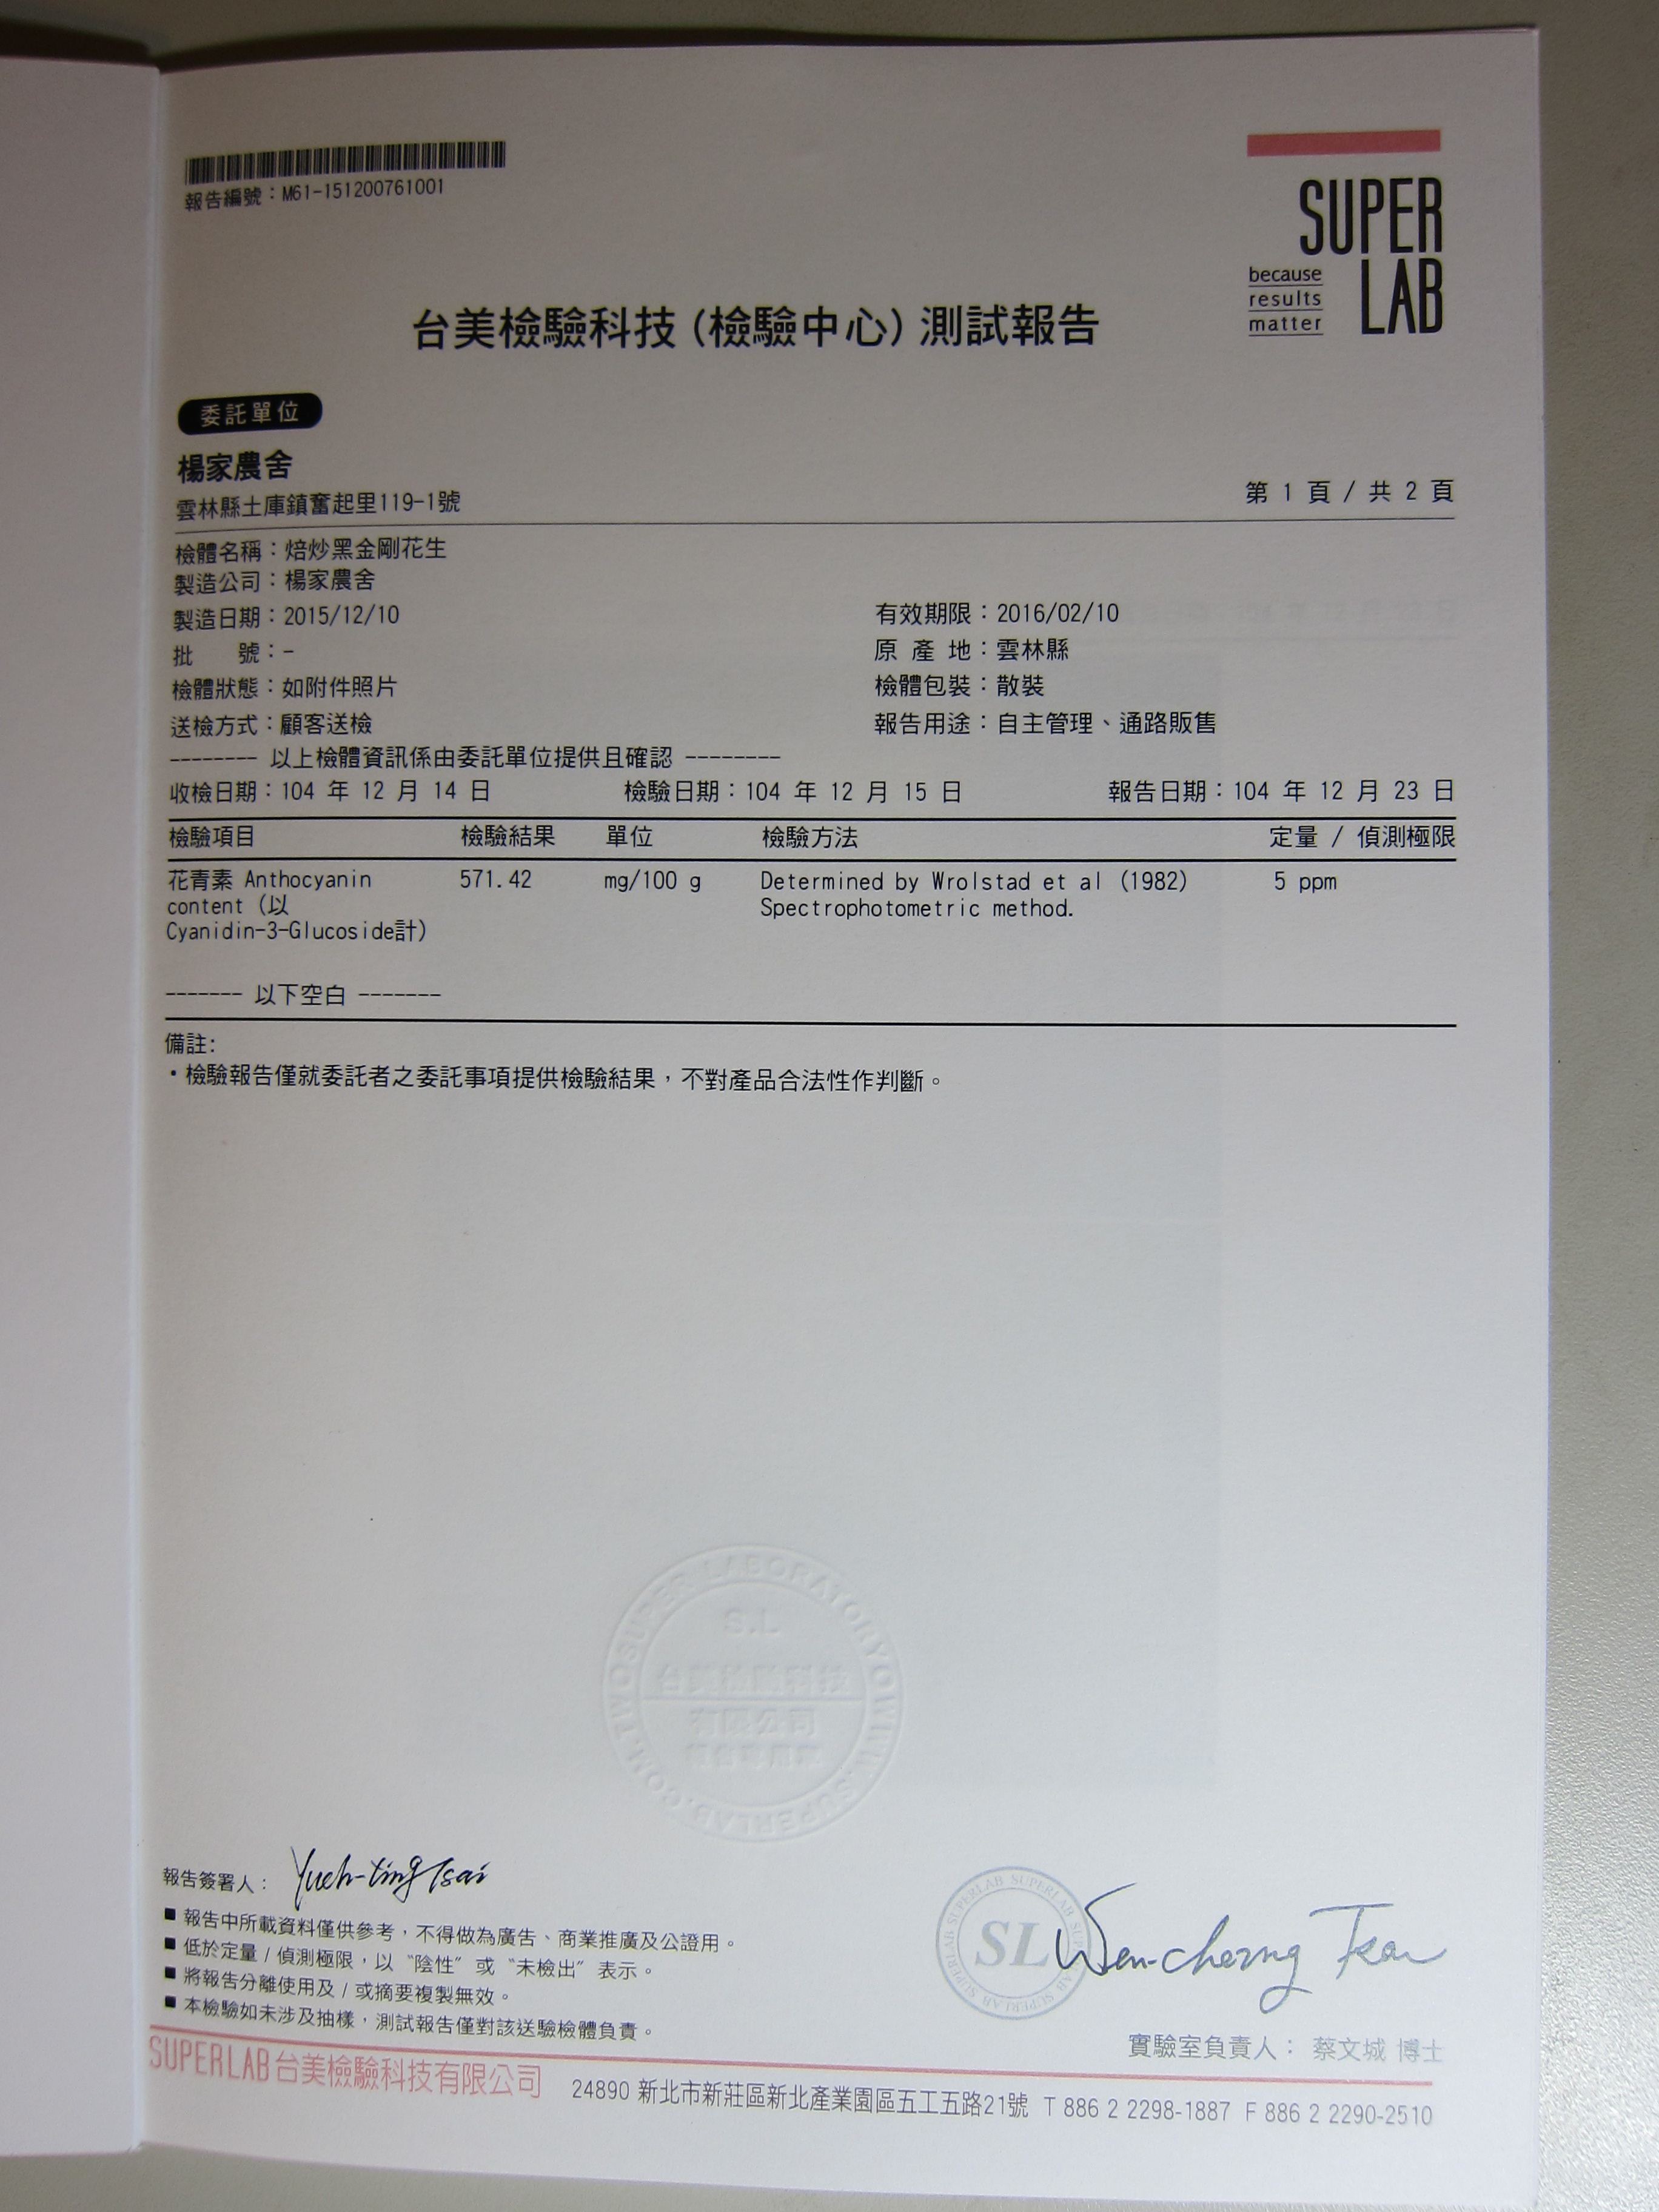 報告編號：M61-151200761001
SUPER
LAB
because
results
matter
台美檢驗科技(檢驗中心)測試報告
委託單位
楊家農舍
雲林縣土庫鎮奮起里119-1號
第 1 頁 / 共 2 頁
檢體名稱：焙炒黑金剛花生
製造公司：楊家農舍
製造日期：2015/12/10 有效期限：2016/02/10
批 號：- 原 產 地：雲林縣
檢體狀態：如附件照片 檢體包裝：散裝
送檢方式：顧客送檢 報告用途：自主管理、通路販售
-------- 以上檢體資訊係由委託單位提供且確認 ---------
收檢日期：104 年 12 月 14 日 檢驗日期：104 年 12 月 15 日 報告日期：104 年 12 月 23 日
檢驗項目 檢驗結果 單位 檢驗方法 定量 / 偵測極限
花青素 Anthocyanin 571.42 mg/100 g Determined by Wrolstad et al (1982) 5 ppm
content (以 Spectrophotometric method.
Cyanidin-3-Glucoside計)
------- 以下空白 -------
備註:
・檢驗報告僅就委託者之委託事項提供檢驗結果，不對產品合法性作判斷。
S.L
台美檢驗科技
有限公司
報告簽署人： Yueh-ting Tsai
■ 報告中所載資料僅供參考，不得做為廣告、商業推廣及公證用。
■ 低於定量 / 偵測極限，以“陰性”或“未檢出”表示。
■ 將報告分離使用及 / 或摘要複製無效。
■ 本檢驗如未涉及抽樣，測試報告僅對該送驗檢體負責。
SL
實驗室負責人： 蔡文城 博士
SUPERLAB 台美檢驗科技有限公司 24890 新北市新莊區新北產業園區五工五路21號 T 886 2 2298-1887 F 886 2 2290-2510